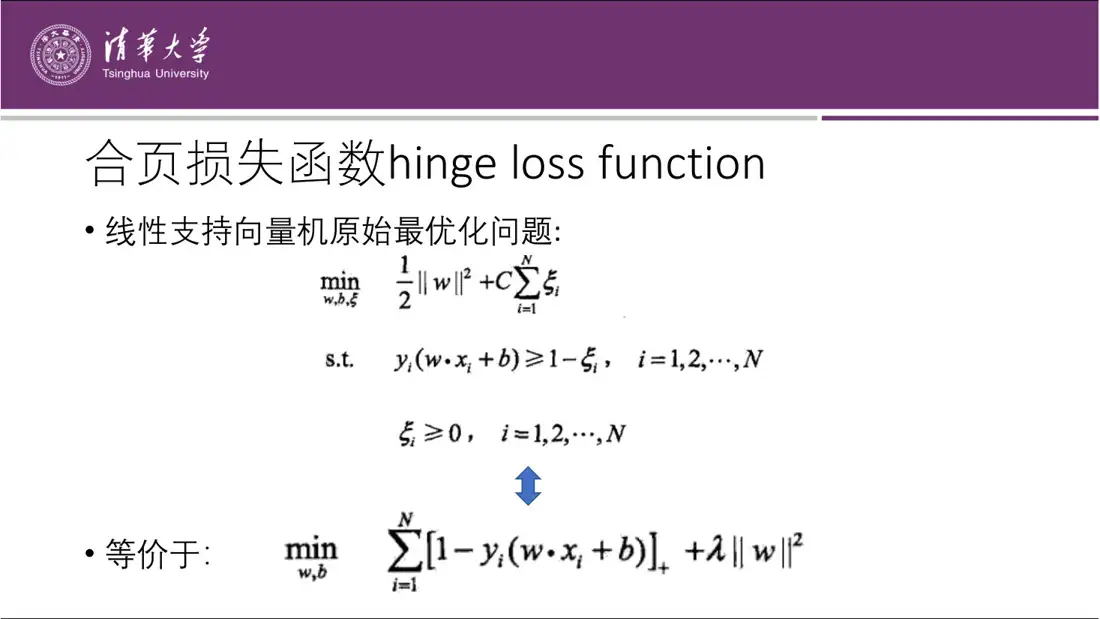 清华大学
Tsinghua University
合页损失函数hinge loss function
• 线性支持向量机原始最优化问题:
min_{w,b,ξ} \frac{1}{2}||w||² + C∑_{i=1}^{N} ξ_i
s.t. y_i(w·x_i+b)≥1−ξ_i, i=1,2,⋯,N
ξ_i≥0, i=1,2,⋯,N
• 等价于: min_{w,b} ∑_{i=1}^{N} [1−y_i(w·x_i+b)]_+ +λ||w||²